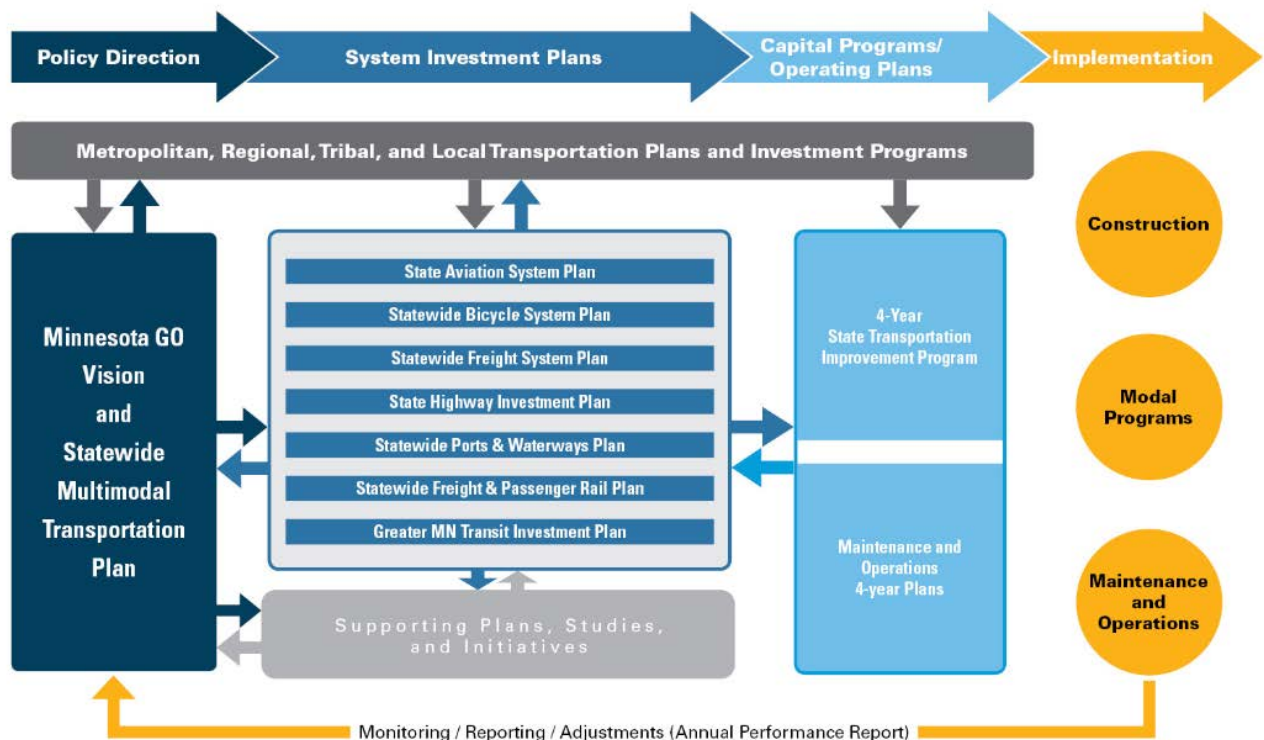 Policy Direction
System Investment Plans
Capital Programs/
Operating Plans
Implementation
Metropolitan, Regional, Tribal, and Local Transportation Plans and Investment Programs
Minnesota GO
Vision
and
Statewide
Multimodal
Transportation
Plan
State Aviation System Plan
Statewide Bicycle System Plan
Statewide Freight System Plan
State Highway Investment Plan
Statewide Ports & Waterways Plan
Statewide Freight & Passenger Rail Plan
Greater MN Transit Investment Plan
Supporting Plans, Studies,
and Initiatives
4-Year
State Transportation
Improvement Program
Maintenance and
Operations
4-year Plans
Construction
Modal
Programs
Maintenance
and
Operations
Monitoring / Reporting / Adjustments (Annual Performance Report)